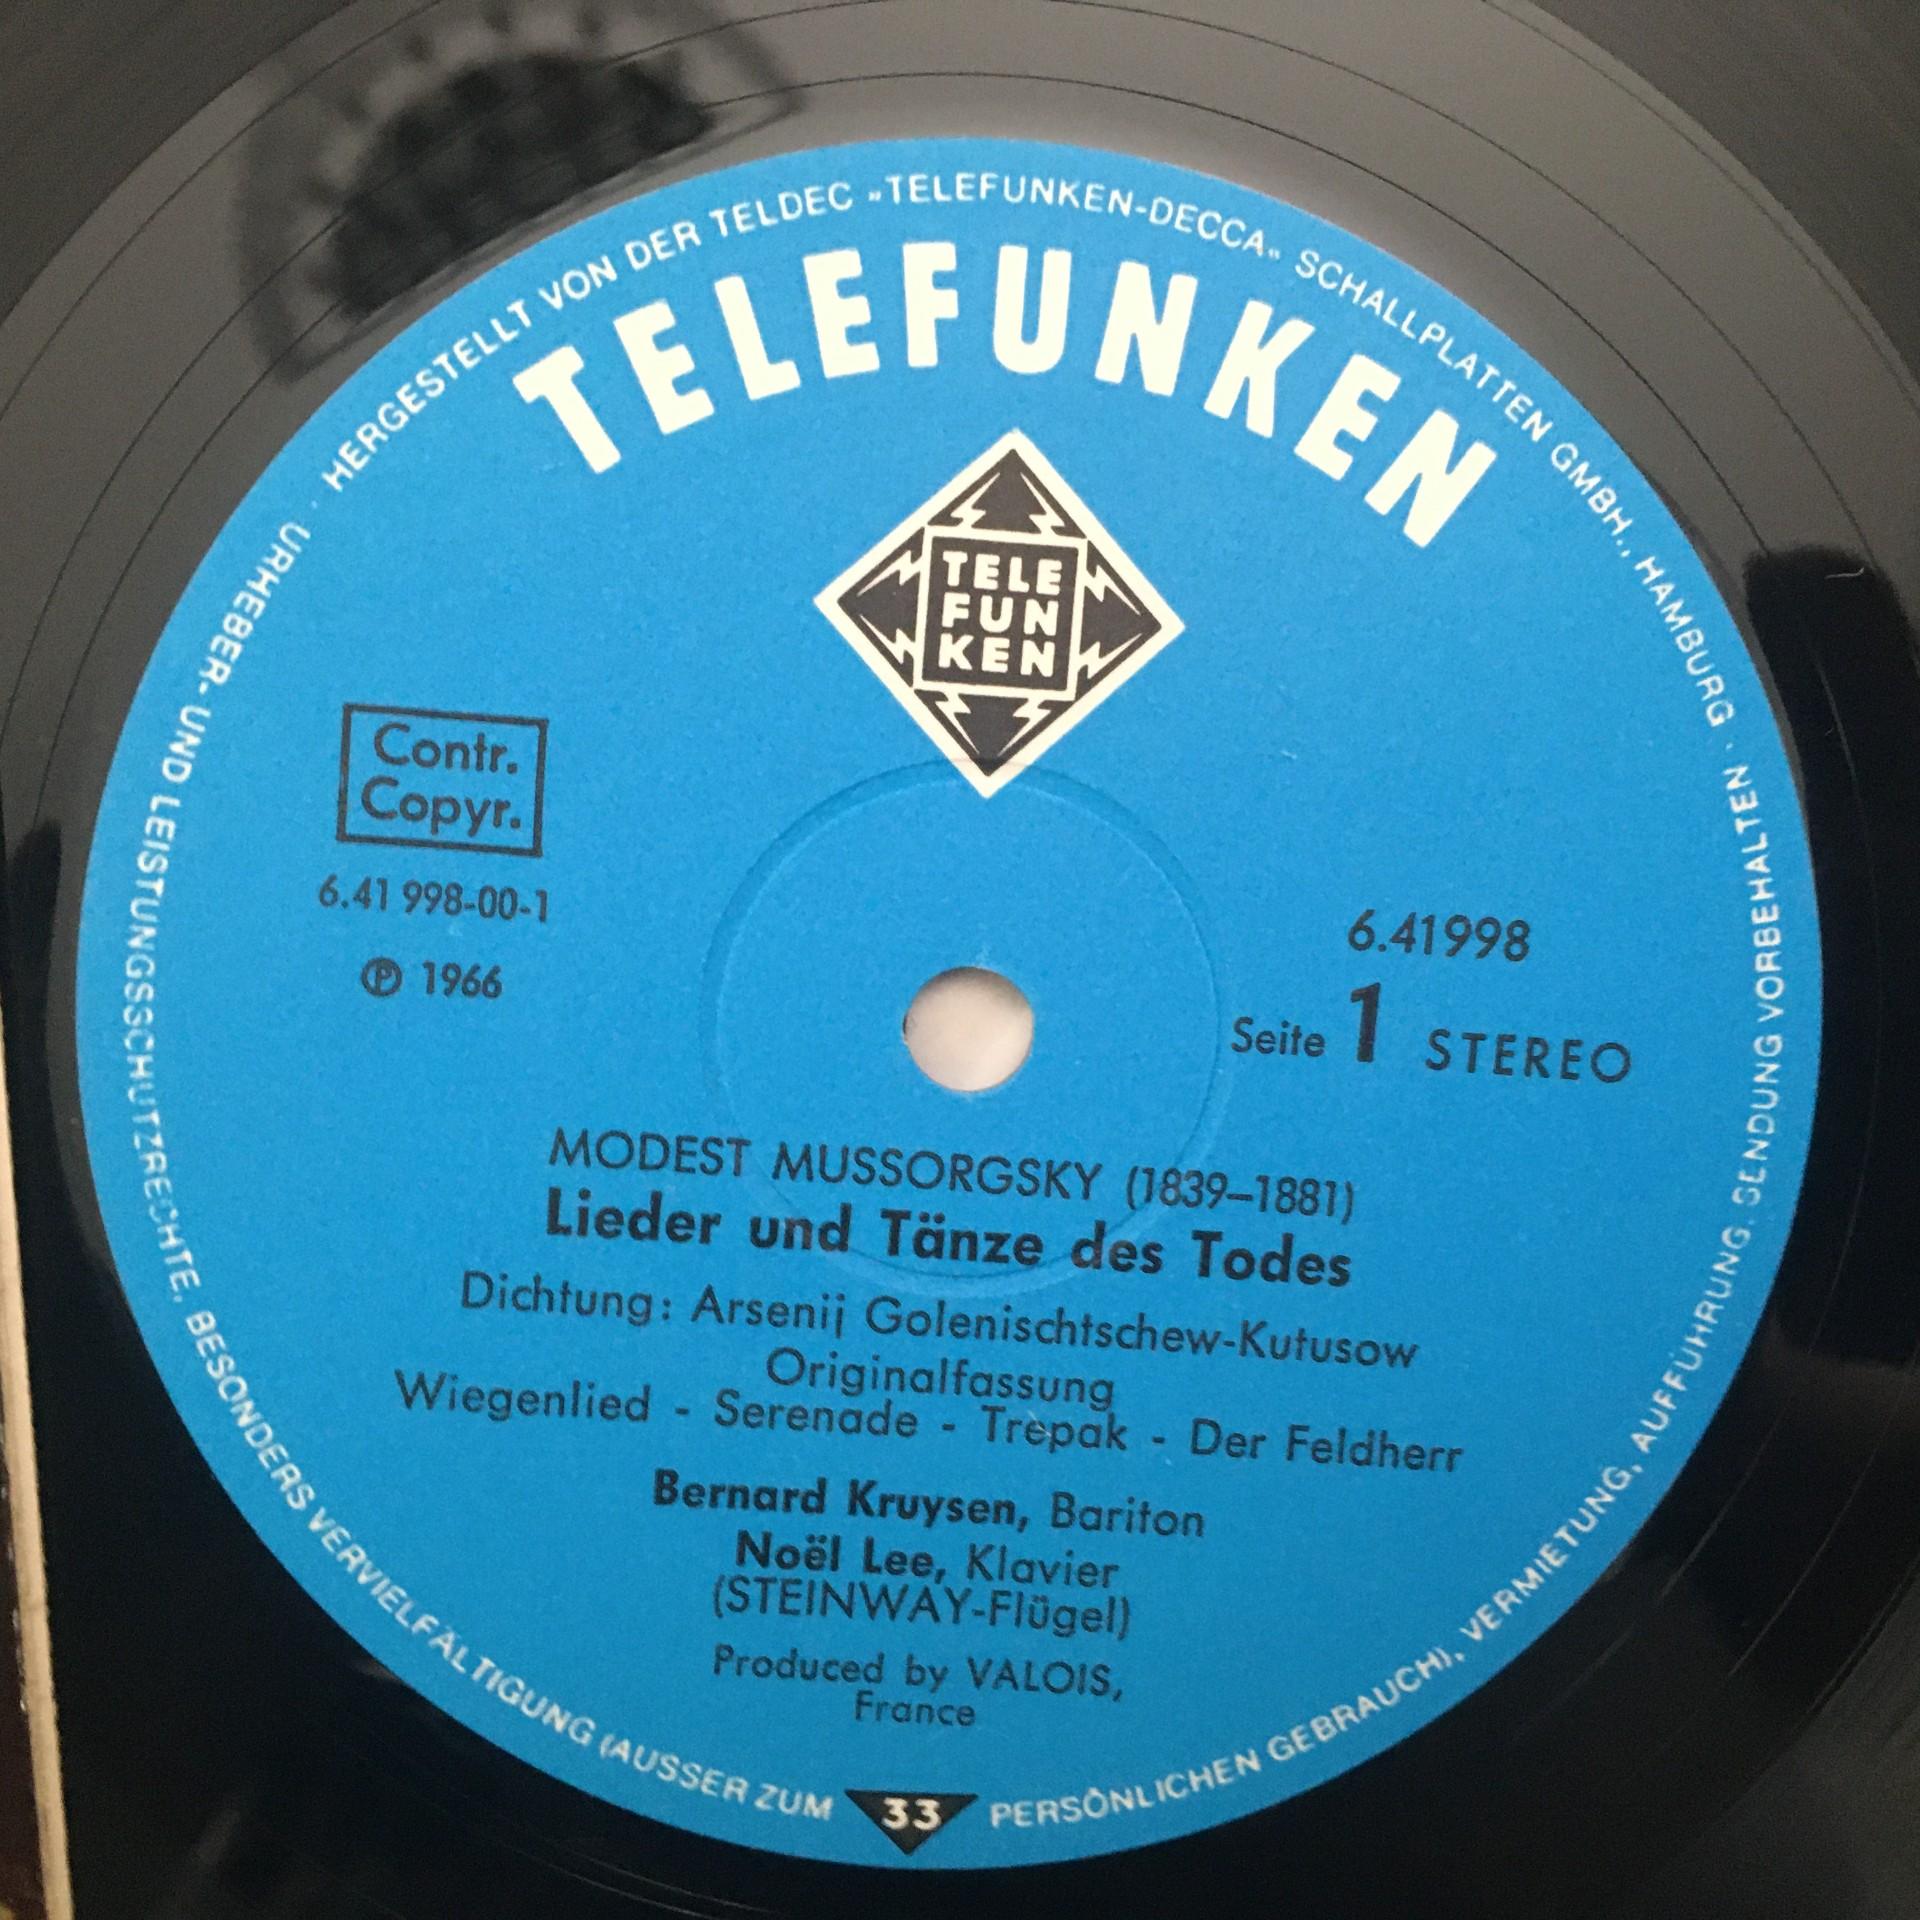 HERGESTELLT VON DER TELDEC „TELEFUNKEN-DECCA“ SCHALLPLATTEN GMBH., HAMBURG · URHEBER- UND LEISTUNGSSCHUTZRECHTE, BESONDERS VERVIELFÄLTIGUNG (AUSSER ZUM PERSÖNLICHEN GEBRAUCH), VERMIETUNG, AUFFÜHRUNG, SENDUNG VORBEHALTEN ·
TELEFUNKEN
TELE
FUN
KEN
Contr.
Copyr.
6.41 998-00-1
Ⓟ 1966
6.41998
Seite 1 STEREO
MODEST MUSSORGSKY (1839–1881)
Lieder und Tänze des Todes
Dichtung: Arsenij Golenischtschew-Kutusow
Originalfassung
Wiegenlied - Serenade - Trepak - Der Feldherr
Bernard Kruysen, Bariton
Noël Lee, Klavier
(STEINWAY-Flügel)
Produced by VALOIS,
France
33